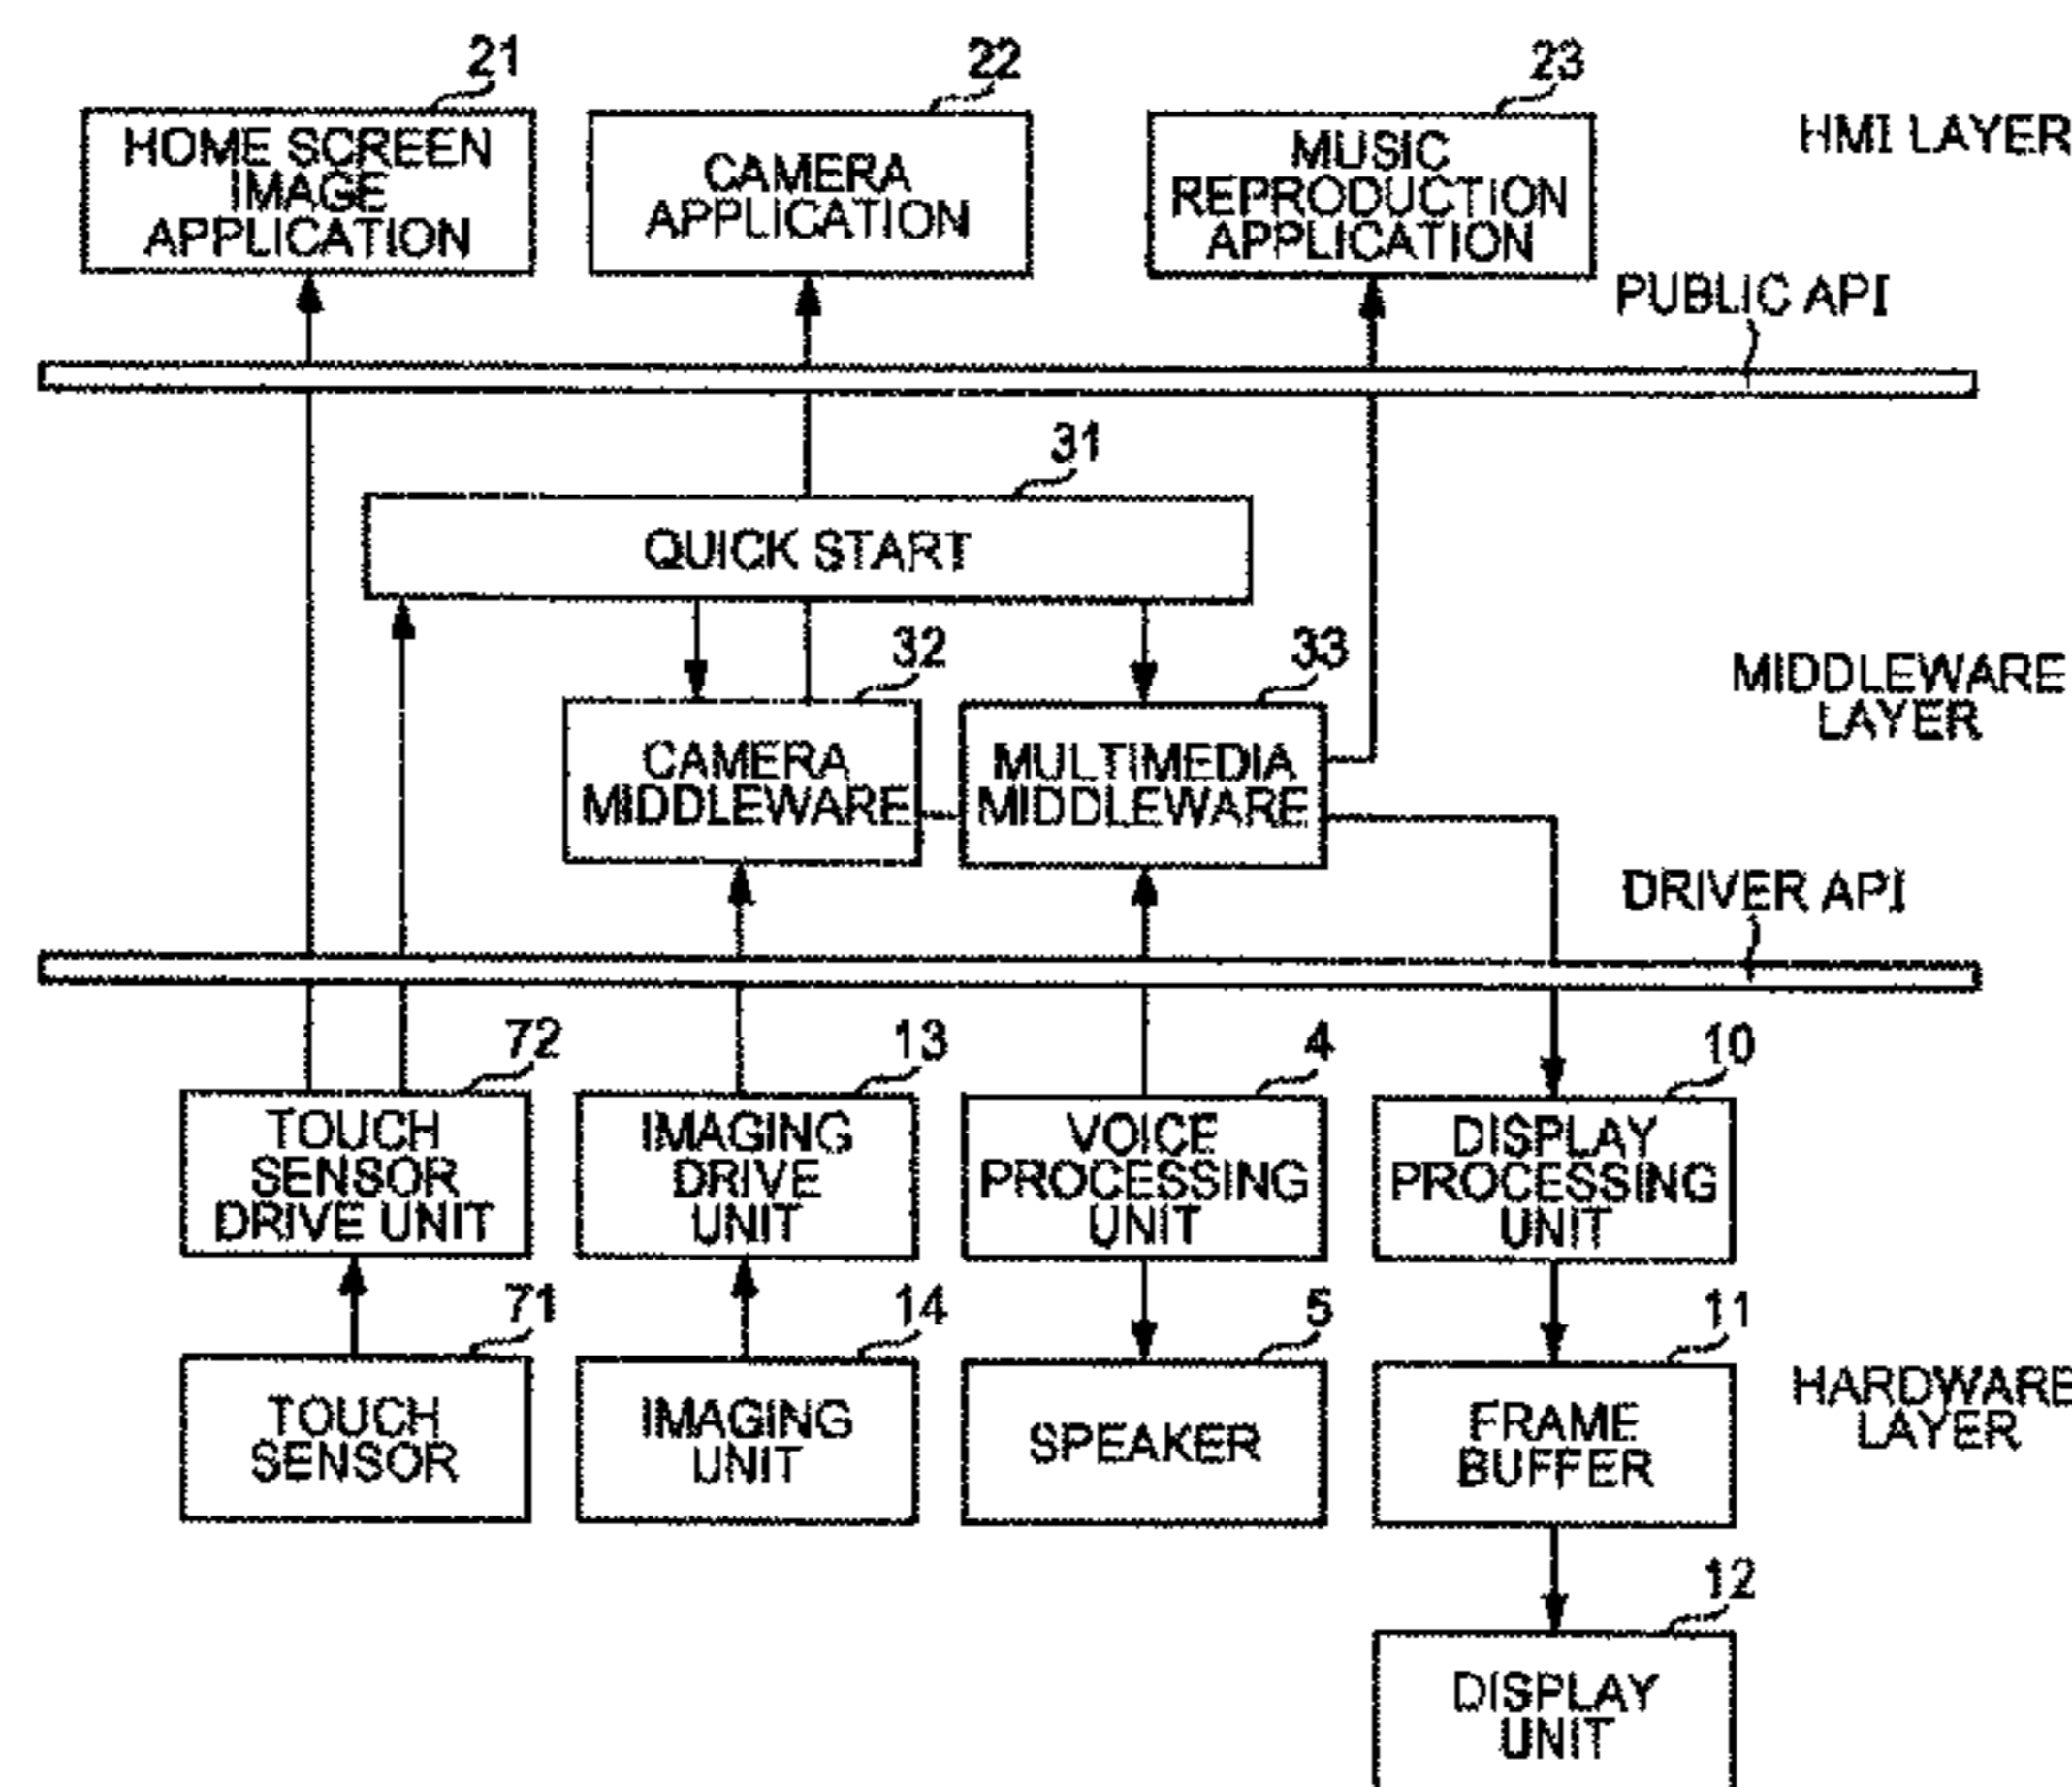 21
22
23
HOME SCREEN
IMAGE
APPLICATION
CAMERA
APPLICATION
MUSIC
REPRODUCTION
APPLICATION
HMI LAYER
PUBLIC API
31
QUICK START
32
33
CAMERA
MIDDLEWARE
MULTIMEDIA
MIDDLEWARE
MIDDLEWARE
LAYER
DRIVER API
72
13
4
10
TOUCH
SENSOR
DRIVE UNIT
IMAGING
DRIVE
UNIT
VOICE
PROCESSING
UNIT
DISPLAY
PROCESSING
UNIT
71
14
5
11
TOUCH
SENSOR
IMAGING
UNIT
SPEAKER
FRAME
BUFFER
HARDWARE
LAYER
12
DISPLAY
UNIT